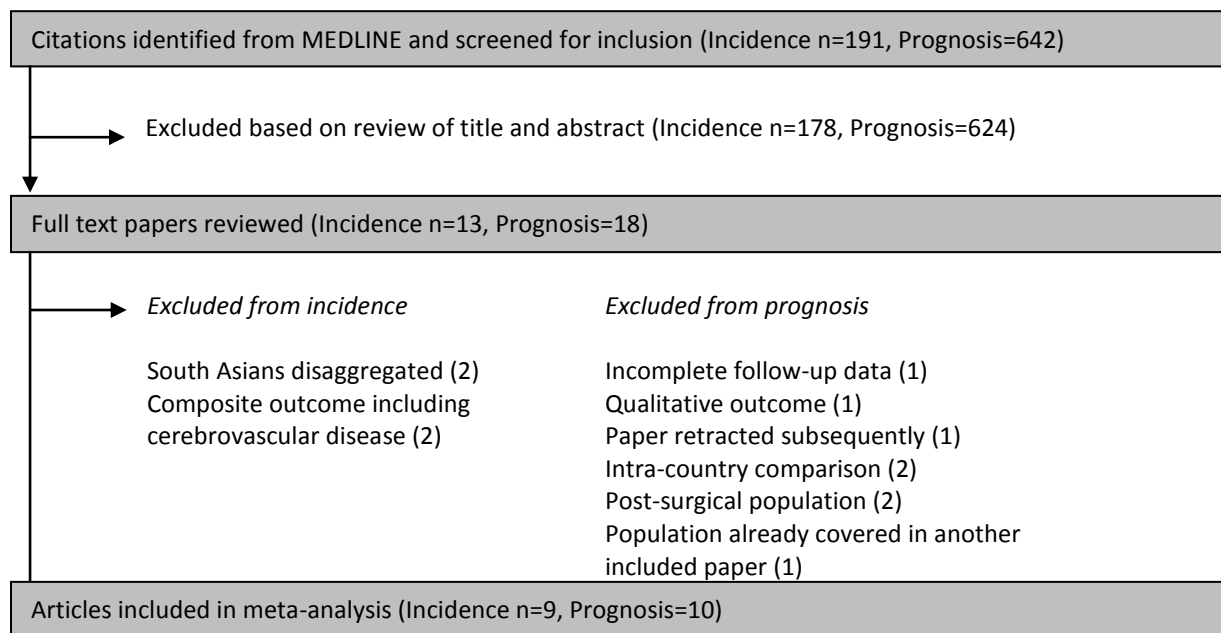 Citations identified from MEDLINE and screened for inclusion (Incidence n=191, Prognosis=642)
Excluded based on review of title and abstract (Incidence n=178, Prognosis=624)
Full text papers reviewed (Incidence n=13, Prognosis=18)
Excluded from incidence
South Asians disaggregated (2)
Composite outcome including
cerebrovascular disease (2)
Excluded from prognosis
Incomplete follow-up data (1)
Qualitative outcome (1)
Paper retracted subsequently (1)
Intra-country comparison (2)
Post-surgical population (2)
Population already covered in another
included paper (1)
Articles included in meta-analysis (Incidence n=9, Prognosis=10)